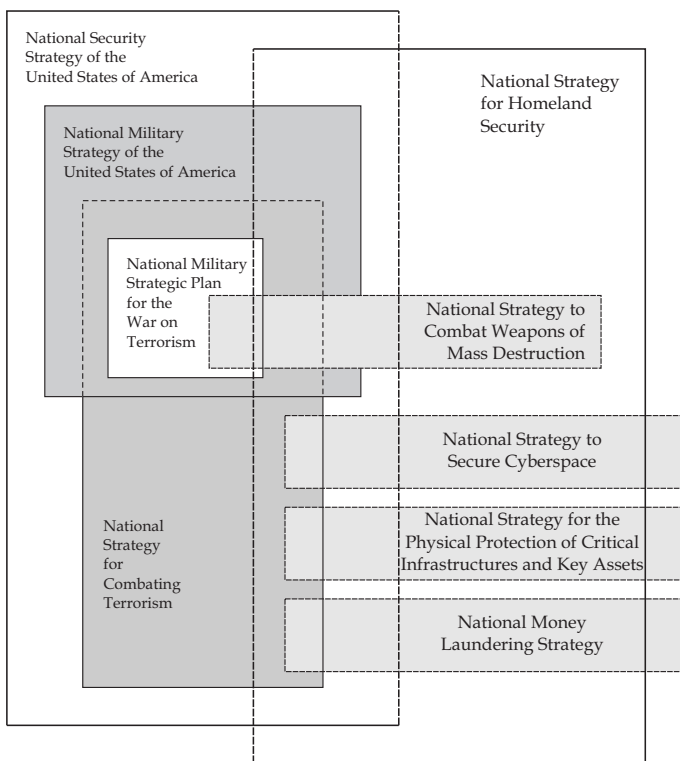 National Security
Strategy of the
United States of America
National Strategy
for Homeland
Security
National Military
Strategy of the
United States of America
National Military
Strategic Plan
for the
War on
Terrorism
National Strategy to
Combat Weapons of
Mass Destruction
National Strategy to
Secure Cyberspace
National Strategy for the
Physical Protection of Critical
Infrastructures and Key Assets
National
Strategy
for
Combating
Terrorism
National Money
Laundering Strategy